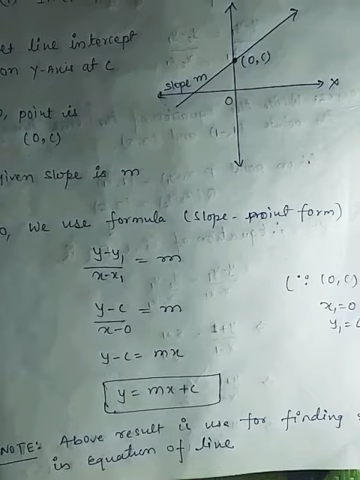 et line intercept
on Y-Axis at C
(0, C)
slope m
X
O
point is
(0, C)
given slope is m
we use formula (slope-point form)
y-y₁/x-x₁ = m
(∵ (0, C)
x₁=0
y-c/x-0 = m
y₁=
y-c = mx
y = mx+c
NOTE: Above result is use for finding
is Equation of line